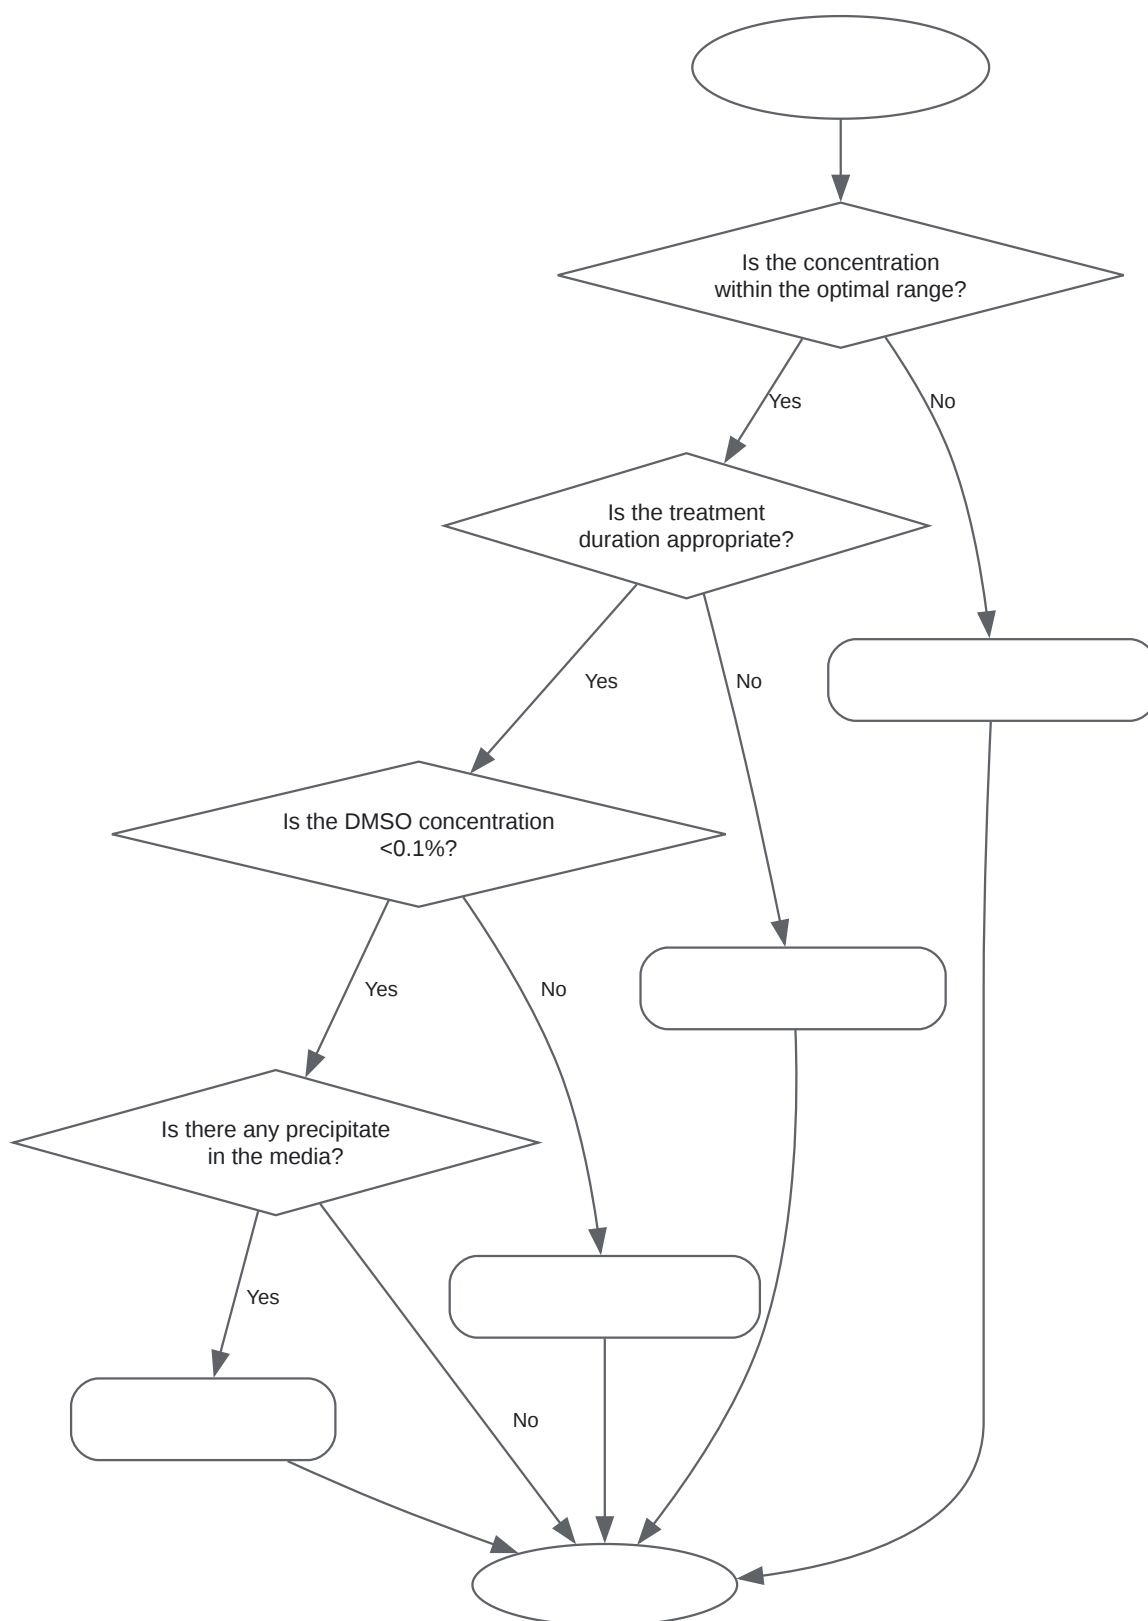 Is the concentration
within the optimal range?
Yes
No
Is the treatment
duration appropriate?
Yes
No
Is the DMSO concentration
<0.1%?
Yes
No
Is there any precipitate
in the media?
Yes
No